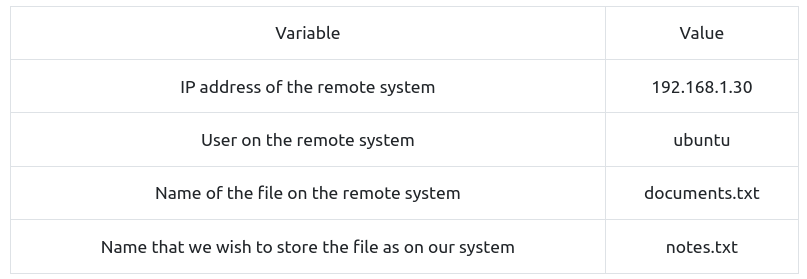 Variable Value
IP address of the remote system 192.168.1.30
User on the remote system ubuntu
Name of the file on the remote system documents.txt
Name that we wish to store the file as on our system notes.txt